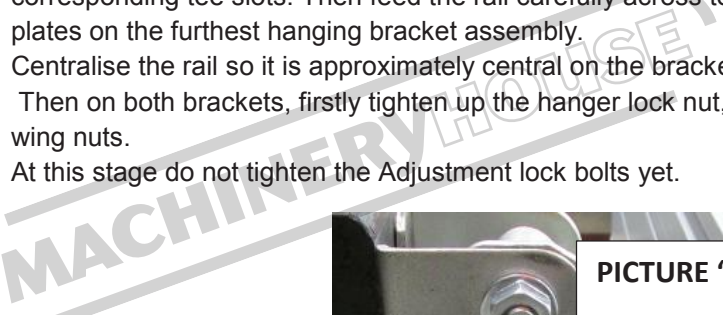 corresponding tee slots. Then feed the rail carefully across to
plates on the furthest hanging bracket assembly.
Centralise the rail so it is approximately central on the bracke
Then on both brackets, firstly tighten up the hanger lock nut,
wing nuts.
At this stage do not tighten the Adjustment lock bolts yet.
MACHINERYHOUSE
PICTURE ‘